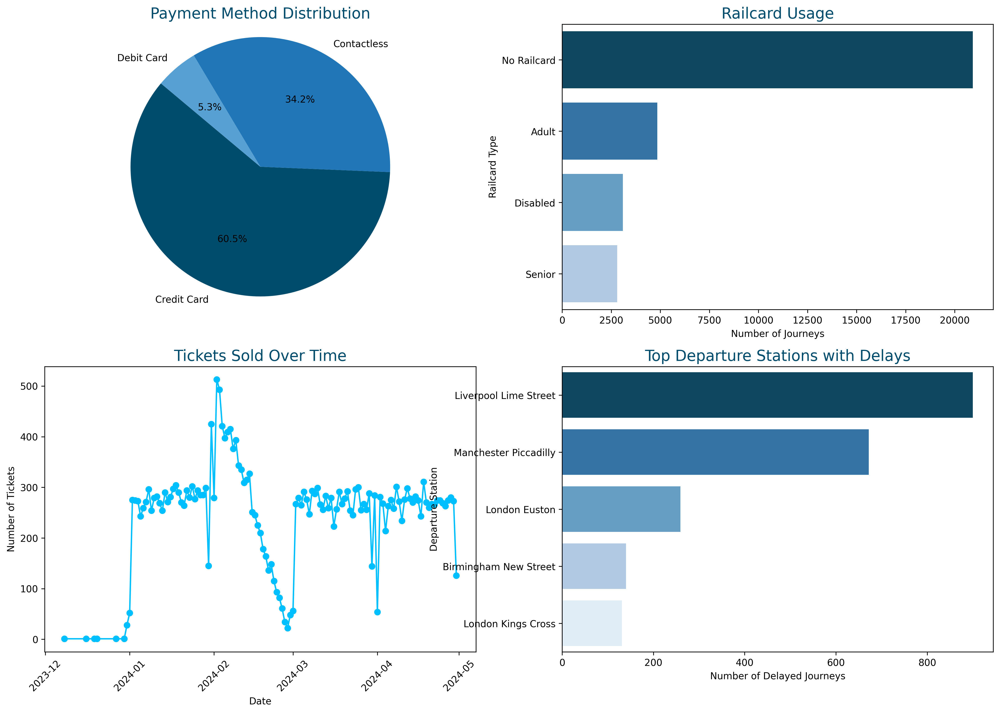 Payment Method Distribution
Contactless
Debit Card
34.2%
5.3%
60.5%
Credit Card
Railcard Usage
No Railcard
Adult
Disabled
Senior
Railcard Type
0 2500 5000 7500 10000 12500 15000 17500 20000
Number of Journeys
Tickets Sold Over Time
500
400
300
200
100
0
Number of Tickets
2023-12 2024-01 2024-02 2024-03 2024-04 2024-05
Date
Top Departure Stations with Delays
Liverpool Lime Street
Manchester Piccadilly
London Euston
Birmingham New Street
London Kings Cross
Departure Station
0 200 400 600 800
Number of Delayed Journeys